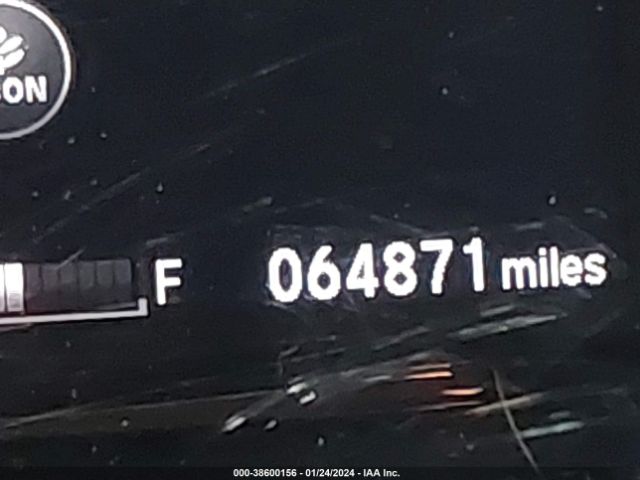 ON
F 064871 miles
000-38600156 - 01/24/2024 - IAA Inc.